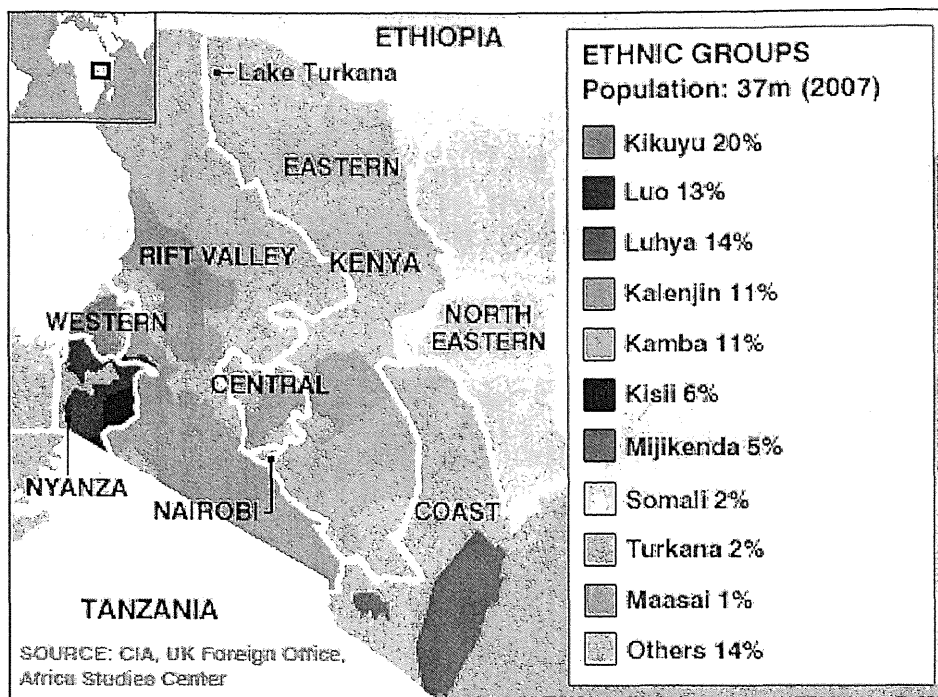 ETHIOPIA
Lake Turkana
EASTERN
RIFT VALLEY
KENYA
WESTERN
NORTH
EASTERN
CENTRAL
NYANZA
NAIROBI
COAST
TANZANIA
SOURCE: CIA, UK Foreign Office,
Africa Studies Center
ETHNIC GROUPS
Population: 37m (2007)
Kikuyu 20%
Luo 13%
Luhya 14%
Kalenjin 11%
Kamba 11%
Kisii 6%
Mijikenda 5%
Somali 2%
Turkana 2%
Maasai 1%
Others 14%